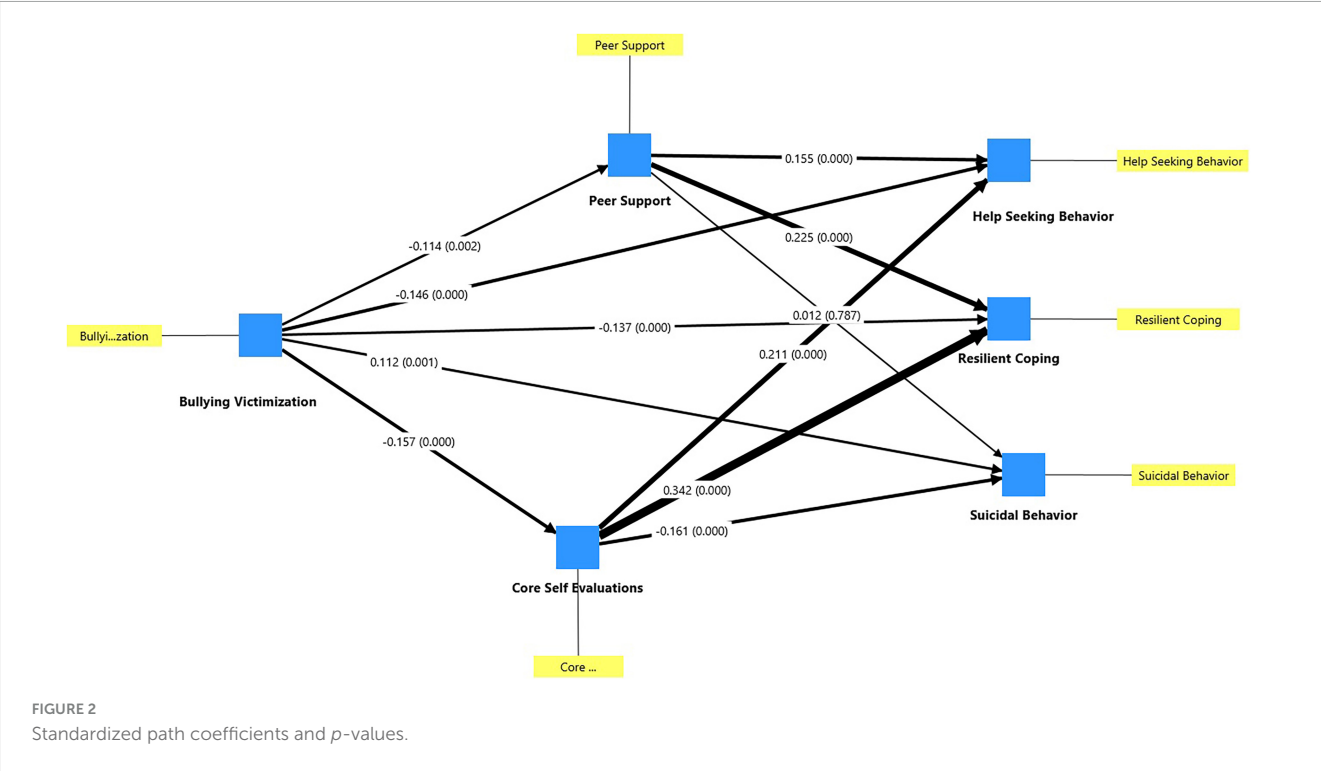 Peer Support
Peer Support
0.155 (0.000)
Help Seeking Behavior
Help Seeking Behavior
-0.114 (0.002)
0.225 (0.000)
-0.146 (0.000)
Bullyi...zation
Bullying Victimization
-0.137 (0.000)
0.012 (0.787)
Resilient Coping
Resilient Coping
0.211 (0.000)
0.112 (0.001)
-0.157 (0.000)
0.342 (0.000)
Suicidal Behavior
Suicidal Behavior
-0.161 (0.000)
Core Self Evaluations
Core ...
FIGURE 2
Standardized path coefficients and p-values.